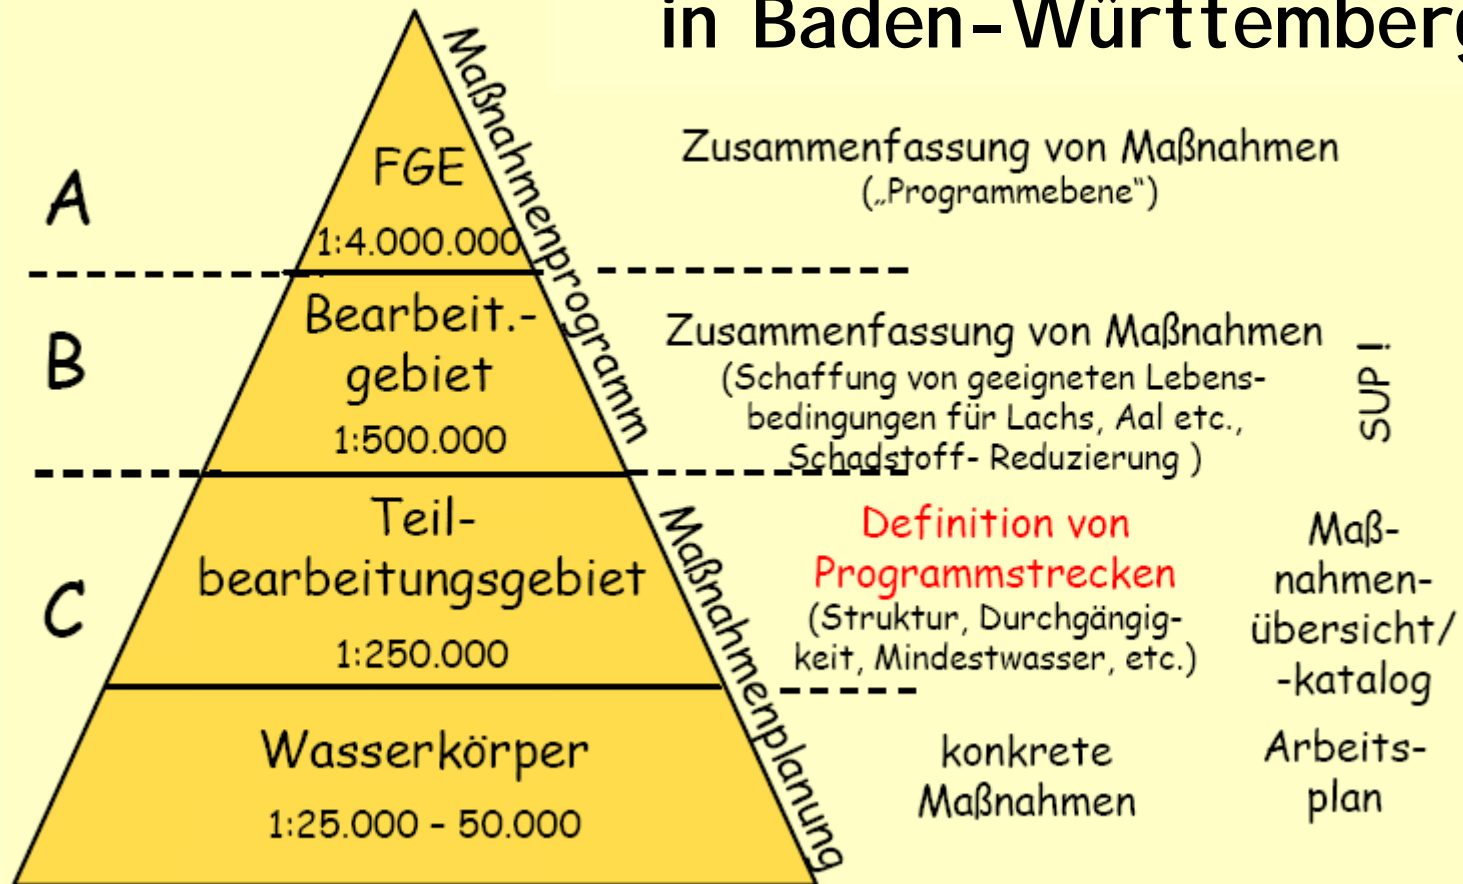 in Baden-Württemberg
A
FGE
1:4.000.000
Maßnahmenprogramm
Zusammenfassung von Maßnahmen
(„Programmebene“)
B
Bearbeit.-
gebiet
1:500.000
Zusammenfassung von Maßnahmen
(Schaffung von geeigneten Lebens-
bedingungen für Lachs, Aal etc.,
Schadstoff- Reduzierung )
SUP !
C
Teil-
bearbeitungsgebiet
1:250.000
Maßnahmenplanung
Definition von
Programmstrecken
(Struktur, Durchgängig-
keit, Mindestwasser, etc.)
Maß-
nahmen-
übersicht/
-katalog
Wasserkörper
1:25.000 - 50.000
konkrete
Maßnahmen
Arbeits-
plan